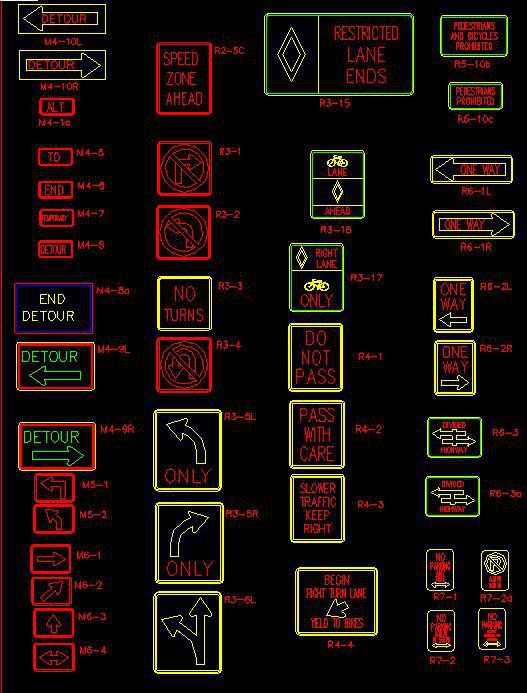 DETOUR
M4-10L
DETOUR
M4-10R
ALT
TO
M4-5
END
M4-6
M4-7
DETOUR
M4-8
END
DETOUR
M4-8a
DETOUR
M4-9L
DETOUR
M4-9R
M5-1
M5-2
M6-1
M6-2
M6-3
M6-4
SPEED
ZONE
AHEAD
R2-5C
R3-1
R3-2
NO
TURNS
R3-3
R3-4
ONLY
R3-5L
ONLY
R3-5R
R3-6L
RESTRICTED
LANE
ENDS
R3-15
LANE
AHEAD
R3-16
RIGHT
LANE
ONLY
R3-17
DO
NOT
PASS
R4-1
PASS
WITH
CARE
R4-2
SLOWER
TRAFFIC
KEEP
RIGHT
R4-3
BEGIN
RIGHT TURN LANE
YIELD TO BIKES
R4-4
PEDESTRIANS
AND BICYCLES
PROHIBITED
R5-10b
PEDESTRIANS
PROHIBITED
R5-10c
ONE WAY
R6-1L
ONE WAY
R6-1R
ONE
WAY
R6-2L
ONE
WAY
R6-2R
DIVIDED
HIGHWAY
R6-3
DIVIDED
HIGHWAY
R6-3a
NO
PARKING
R7-1
R7-2a
NO
PARKING
R7-2
NO
PARKING
R7-3